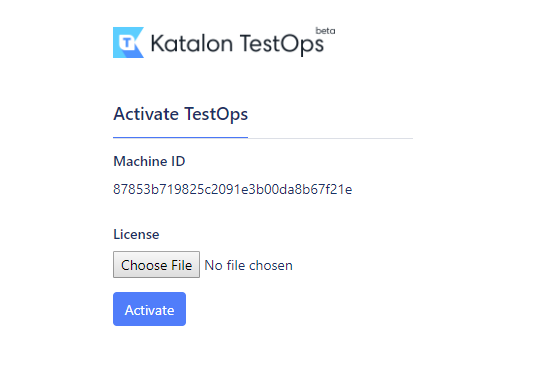 Katalon TestOps beta
Activate TestOps
Machine ID
87853b719825c2091e3b00da8b67f21e
License
Choose File No file chosen
Activate